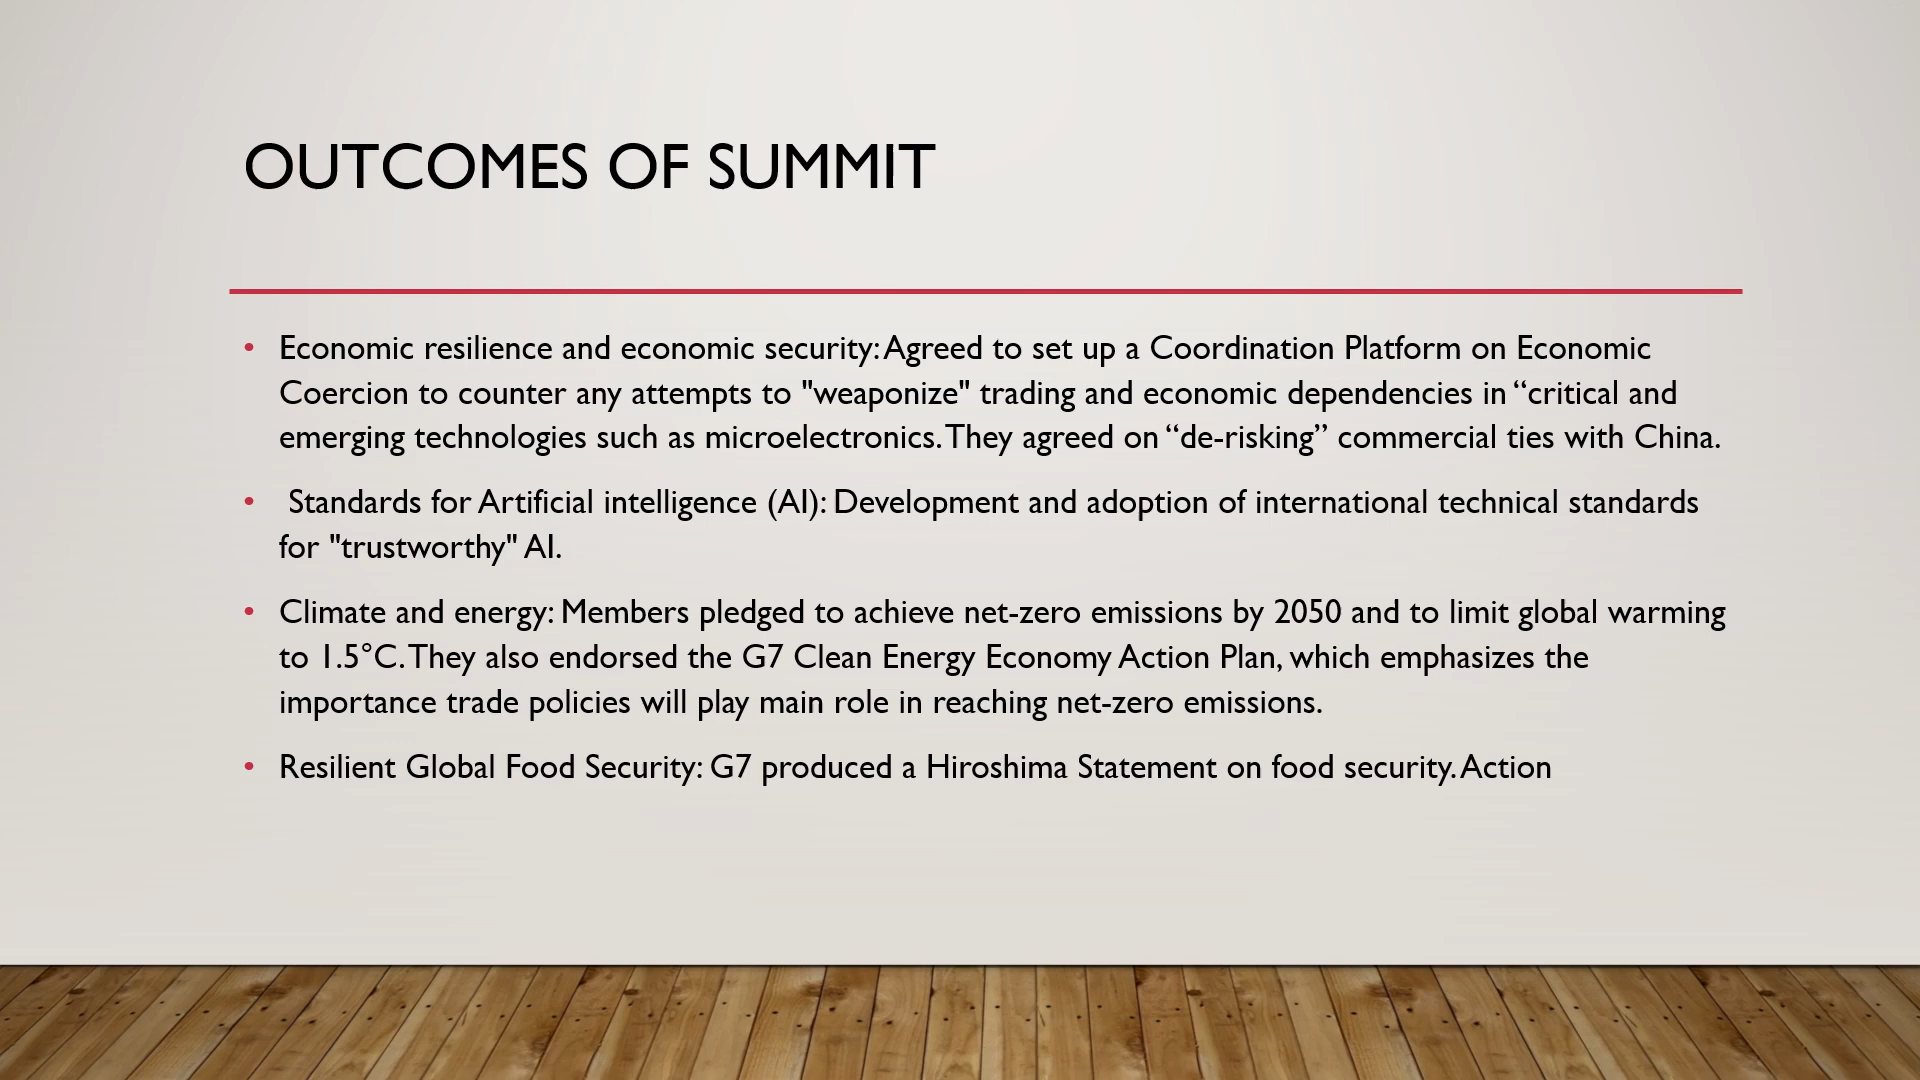 OUTCOMES OF SUMMIT
• Economic resilience and economic security: Agreed to set up a Coordination Platform on Economic
Coercion to counter any attempts to "weaponize" trading and economic dependencies in “critical and
emerging technologies such as microelectronics. They agreed on “de-risking” commercial ties with China.
• Standards for Artificial intelligence (AI): Development and adoption of international technical standards
for "trustworthy" AI.
• Climate and energy: Members pledged to achieve net-zero emissions by 2050 and to limit global warming
to 1.5°C. They also endorsed the G7 Clean Energy Economy Action Plan, which emphasizes the
importance trade policies will play main role in reaching net-zero emissions.
• Resilient Global Food Security: G7 produced a Hiroshima Statement on food security. Action